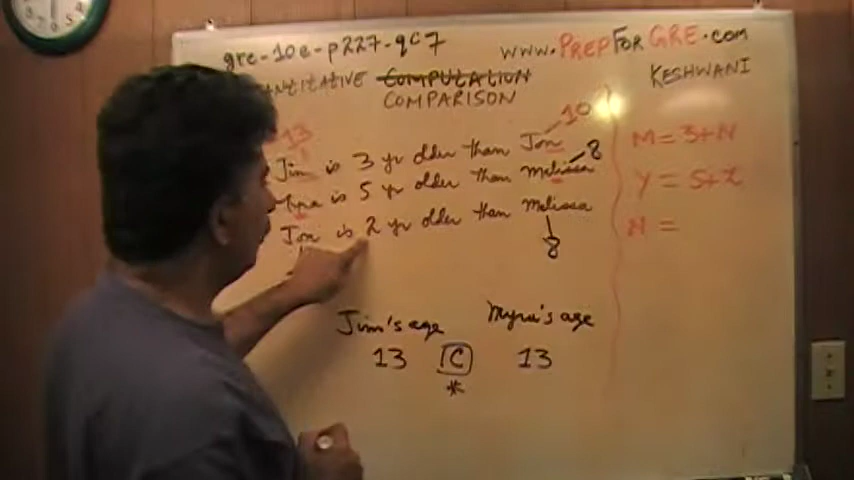 gre-10e-p227-qc7
www.PREPFORGRE.com
KESHWANI
COMPUTATION
COMPARISON
13
10
Jim is 3 yr older than Jon
8
is 5 yr older than Melissa
Jon is 2 yr older than Melissa
8
Jim's age Myra's age
13 C 13
*
M = 3+N
Y = 5+Z
N =